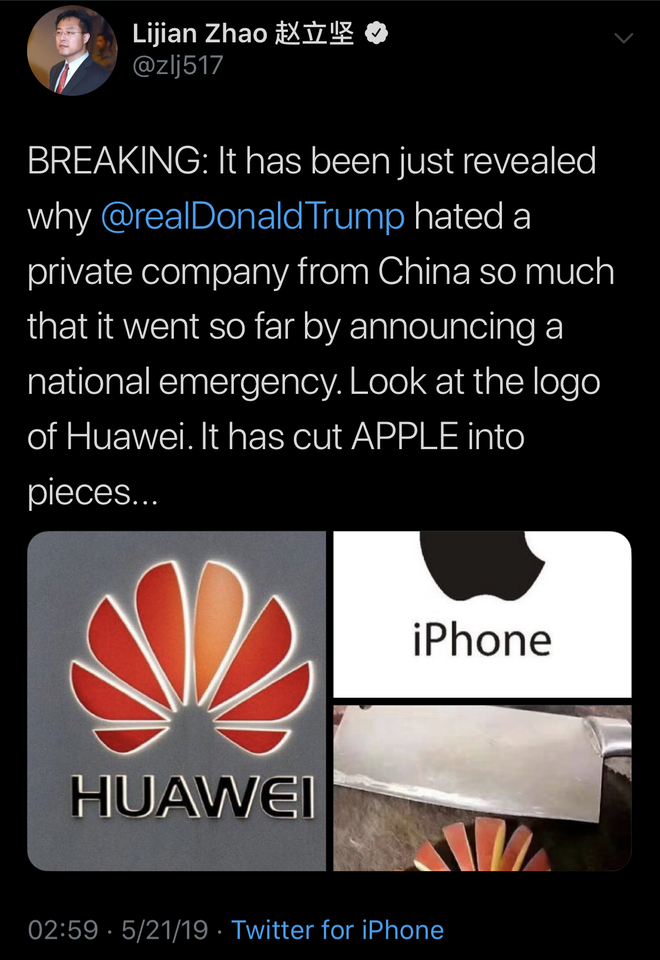 Lijian Zhao 赵立坚
@zlj517
BREAKING: It has been just revealed
why @realDonaldTrump hated a
private company from China so much
that it went so far by announcing a
national emergency. Look at the logo
of Huawei. It has cut APPLE into
pieces...
HUAWEI
iPhone
02:59 · 5/21/19 · Twitter for iPhone